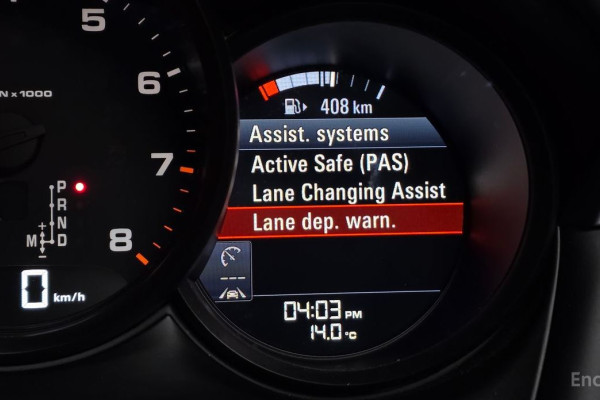 5
6
7
8
N x 1000
P
R
N
M D
+
-
0 km/h
408 km
Assist. systems
Active Safe (PAS)
Lane Changing Assist
Lane dep. warn.
---
04:03 PM
14.0 °C